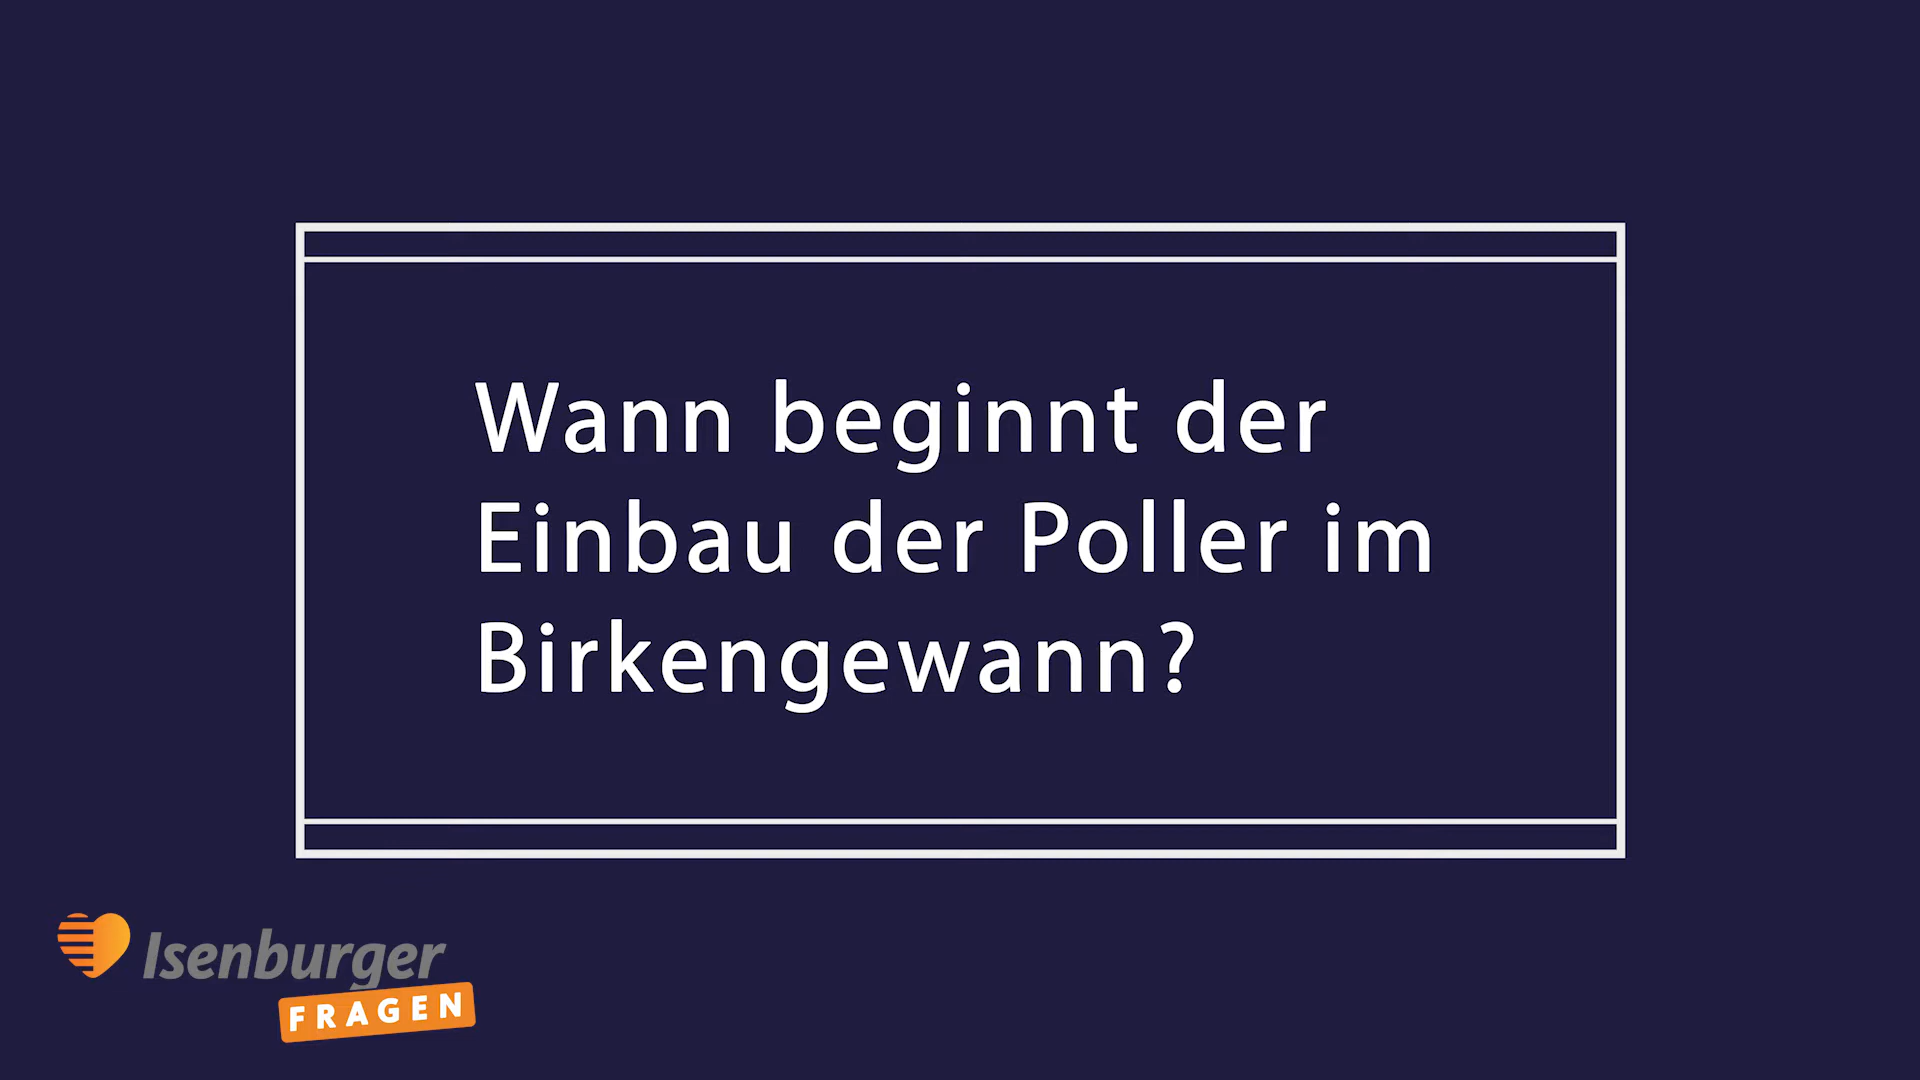 Wann beginnt der
Einbau der Poller im
Birkengewann?
Isenburger
FRAGEN